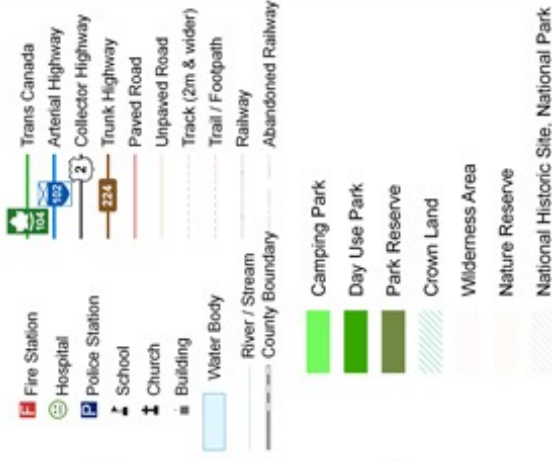 F Fire Station
Hospital
P Police Station
School
Church
Building
Water Body
River / Stream
County Boundary
104 Trans Canada
102 Arterial Highway
2 Collector Highway
224 Trunk Highway
Paved Road
Unpaved Road
Track (2m & wider)
Trail / Footpath
Railway
Abandoned Railway
Camping Park
Day Use Park
Park Reserve
Crown Land
Wilderness Area
Nature Reserve
National Historic Site, National Park